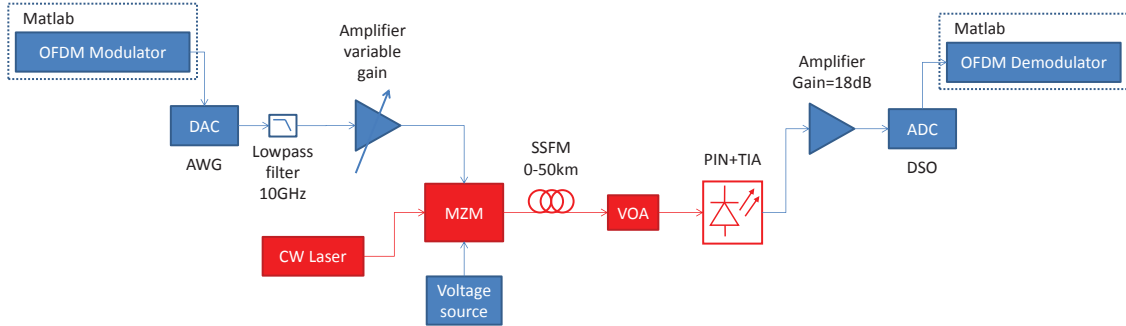 Matlab
OFDM Modulator
DAC
AWG
Lowpass
filter
10GHz
Amplifier
variable
gain
CW Laser
MZM
Voltage
source
SSFM
0-50km
VOA
PIN+TIA
Amplifier
Gain=18dB
ADC
DSO
Matlab
OFDM Demodulator